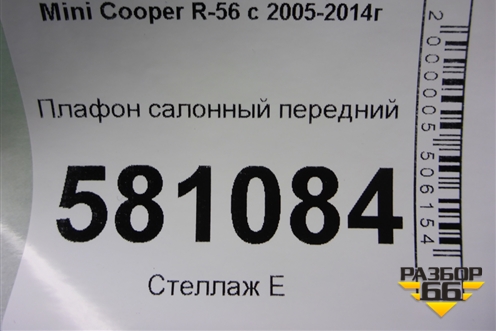 Mini Cooper R-56 с 2005-2014г
Плафон салонный передний
581084
Стеллаж Е
2000005506154
РАЗБОР
66